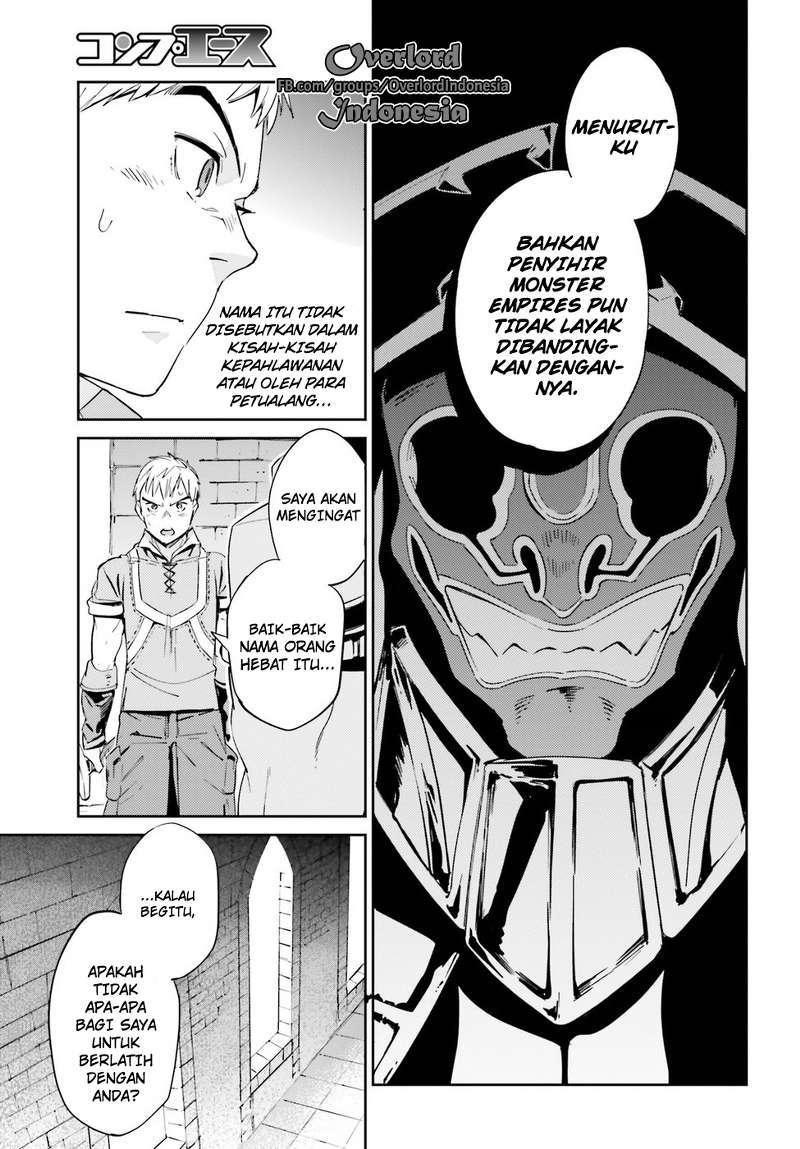 コンプエース
Overlord
FB.com/groups/OverlordIndonesia
Indonesia
MENURUT-
KU
BAHKAN
PENYIHIR
MONSTER
EMPIRES PUN
TIDAK LAYAK
DIBANDING-
KAN DENGAN-
NYA.
NAMA ITU TIDAK
DISEBUTKAN DALAM
KISAH-KISAH
KEPAHLAWANAN
ATAU OLEH PARA
PETUALANG...
SAYA AKAN
MENGINGAT
BAIK-BAIK
NAMA ORANG
HEBAT ITU...
...KALAU
BEGITU,
APAKAH
TIDAK
APA-APA
BAGI SAYA
UNTUK
BERLATIH
DENGAN
ANDA?